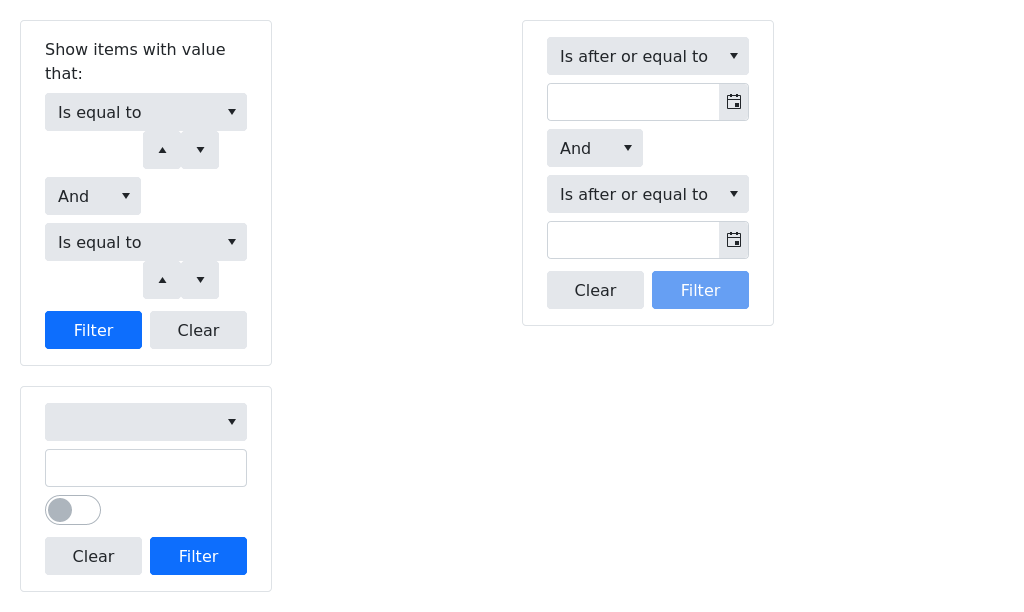 Show items with value
that:
Is equal to
And
Is equal to
Filter
Clear
Is after or equal to
And
Is after or equal to
Clear
Filter
Clear
Filter